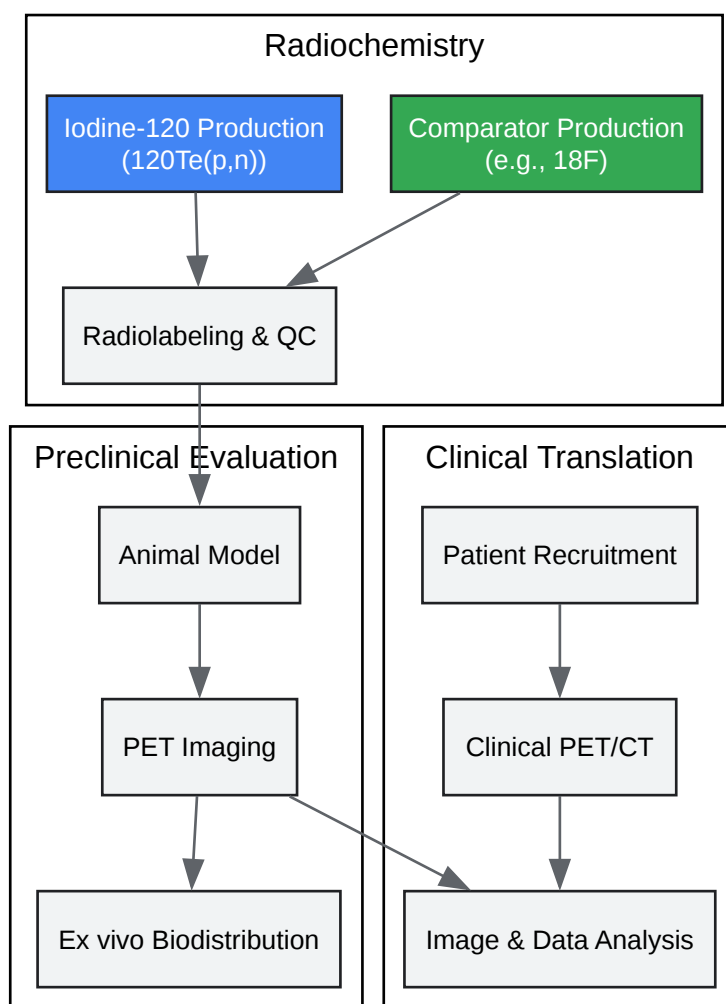 Radiochemistry
Iodine-120 Production
(120Te(p,n))
Comparator Production
(e.g., 18F)
Radiolabeling & QC
Preclinical Evaluation
Animal Model
PET Imaging
Ex vivo Biodistribution
Clinical Translation
Patient Recruitment
Clinical PET/CT
Image & Data Analysis